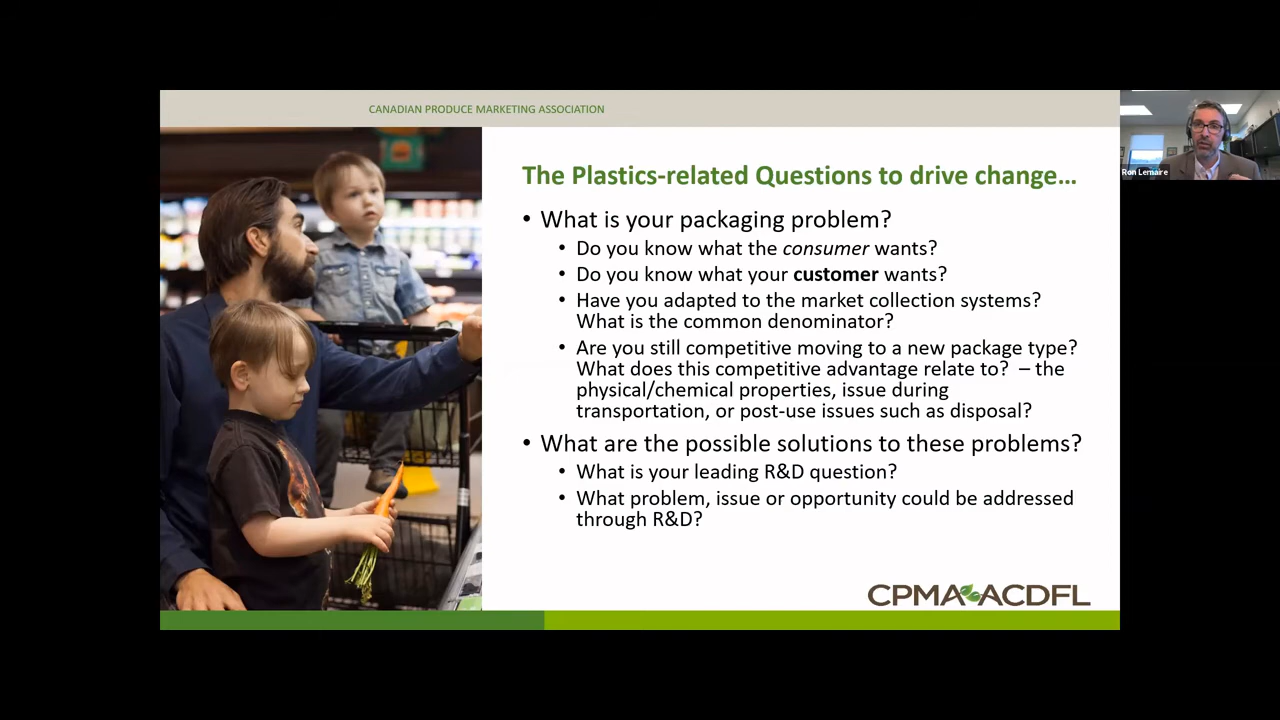 CANADIAN PRODUCE MARKETING ASSOCIATION
Ron Lemaire
The Plastics-related Questions to drive change...
• What is your packaging problem?
• Do you know what the consumer wants?
• Do you know what your customer wants?
• Have you adapted to the market collection systems?
What is the common denominator?
• Are you still competitive moving to a new package type?
What does this competitive advantage relate to? – the
physical/chemical properties, issue during
transportation, or post-use issues such as disposal?
• What are the possible solutions to these problems?
• What is your leading R&D question?
• What problem, issue or opportunity could be addressed
through R&D?
CPMA ACDFL